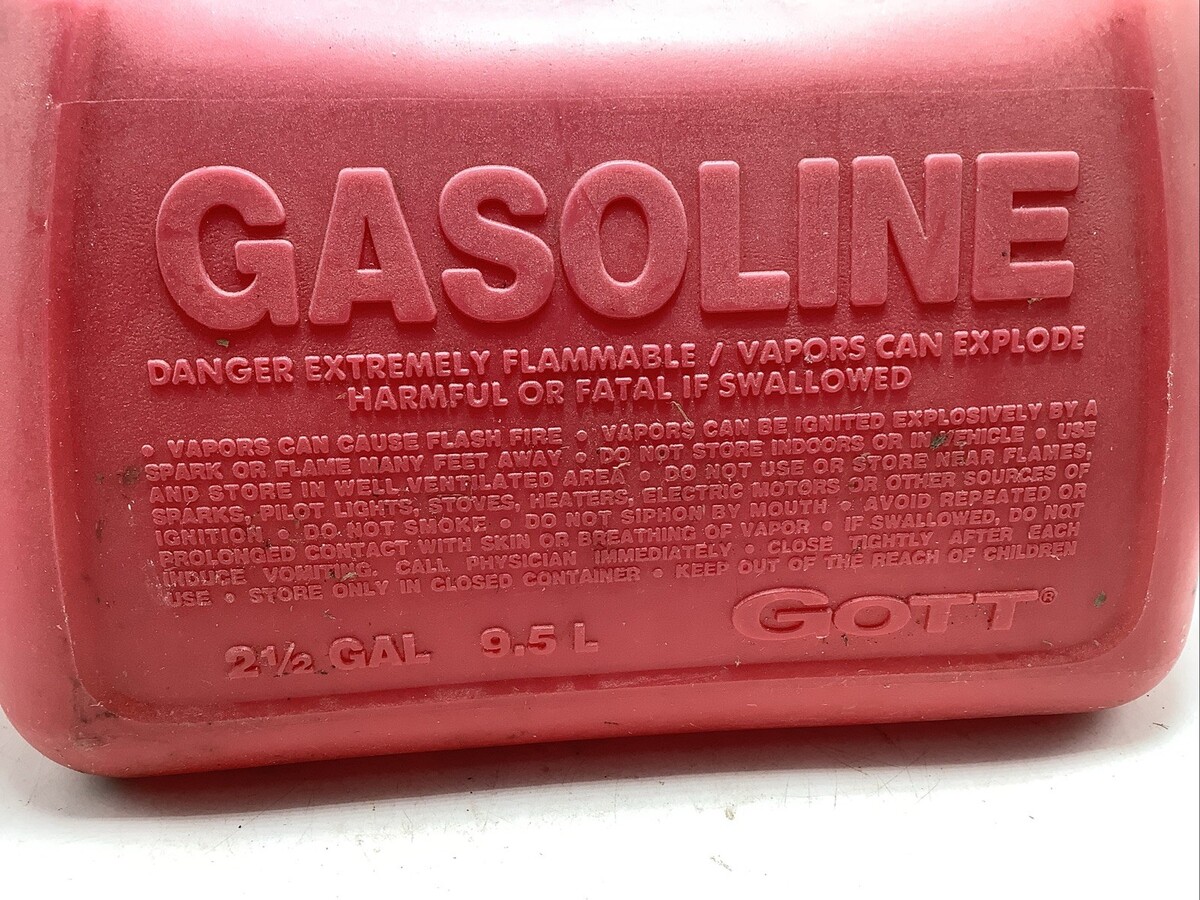 GASOLINE
DANGER EXTREMELY FLAMMABLE / VAPORS CAN EXPLODE
HARMFUL OR FATAL IF SWALLOWED
• VAPORS CAN CAUSE FLASH FIRE • VAPORS CAN BE IGNITED EXPLOSIVELY BY A
SPARK OR FLAME MANY FEET AWAY • DO NOT STORE INDOORS OR IN VEHICLE • USE
AND STORE IN WELL VENTILATED AREA • DO NOT USE OR STORE NEAR FLAMES,
SPARKS, PILOT LIGHTS, STOVES, HEATERS, ELECTRIC MOTORS OR OTHER SOURCES OF
IGNITION • DO NOT SMOKE • DO NOT SIPHON BY MOUTH • AVOID REPEATED OR
PROLONGED CONTACT WITH SKIN OR BREATHING OF VAPOR • IF SWALLOWED, DO NOT
INDUCE VOMITING. CALL PHYSICIAN IMMEDIATELY • CLOSE TIGHTLY AFTER EACH
USE • STORE ONLY IN CLOSED CONTAINER • KEEP OUT OF THE REACH OF CHILDREN
2 1/2 GAL 9.5 L GOTT®